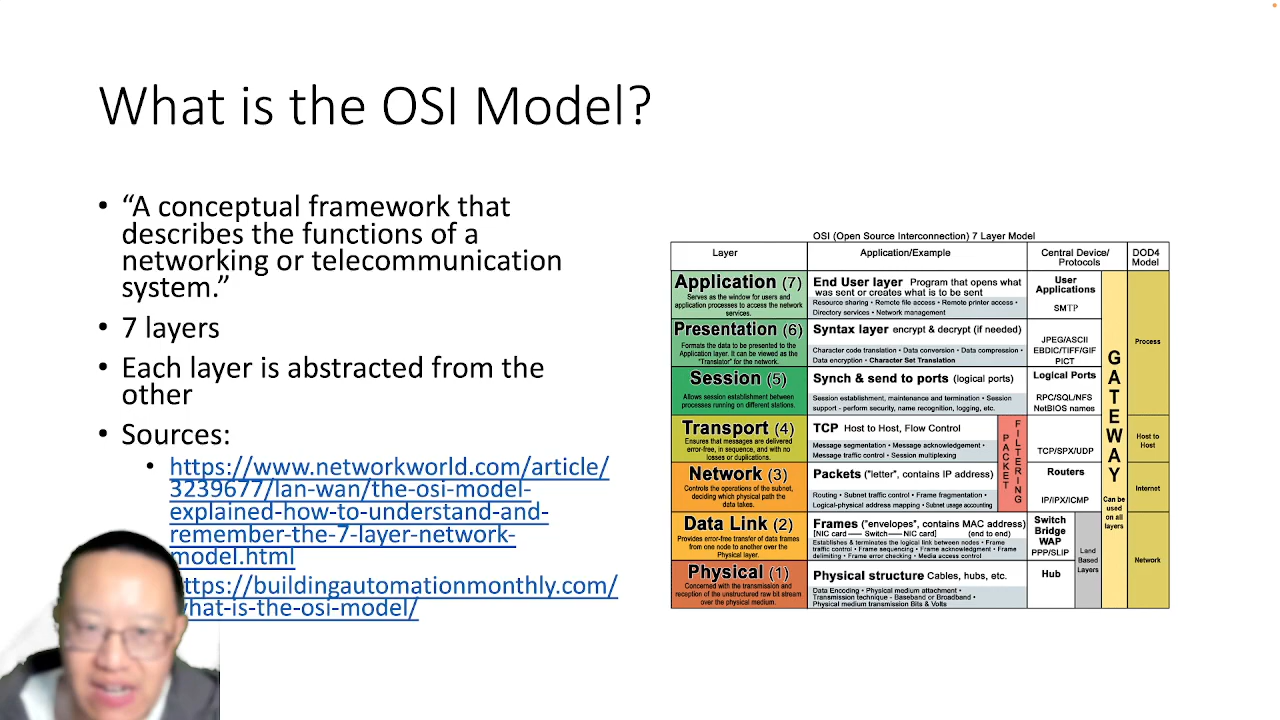 What is the OSI Model?
• “A conceptual framework that
describes the functions of a
networking or telecommunication
system.”
• 7 layers
• Each layer is abstracted from the
other
• Sources:
• https://www.networkworld.com/article/
3239677/lan-wan/the-osi-model-
explained-how-to-understand-and-
remember-the-7-layer-network-
model.html
ttps://buildingautomationmonthly.com/
hat-is-the-osi-model/
OSI (Open Source Interconnection) 7 Layer Model
Layer
Application/Example
Central Device/
Protocols
DOD4
Model
Application (7)
Serves as the window for users and
application processes to access the network
services.
End User layer Program that opens what
was sent or creates what is to be sent
Resource sharing • Remote file access • Remote printer access •
Directory services • Network management
User
Applications
SMTP
Presentation (6)
Formats the data to be presented to the
Application layer. It can be viewed as the
"Translator" for the network.
Syntax layer encrypt & decrypt (if needed)
Character code translation • Data conversion • Data compression •
Data encryption • Character Set Translation
JPEG/ASCII
EBDIC/TIFF/GIF
PICT
Process
Session (5)
Allows session establishment between
processes running on different stations.
Synch & send to ports (logical ports)
Session establishment, maintenance and termination • Session
support - perform security, name recognition, logging, etc.
Logical Ports
RPC/SQL/NFS
NetBIOS names
Transport (4)
Ensures that messages are delivered
error-free, in sequence, and with no
losses or duplications.
TCP Host to Host, Flow Control
Message segmentation • Message acknowledgement •
Message traffic control • Session multiplexing
TCP/SPX/UDP
Host to
Host
Network (3)
Controls the operations of the subnet,
deciding which physical path the
data takes.
Packets ("letter", contains IP address)
Routing • Subnet traffic control • Frame fragmentation •
Logical-physical address mapping • Subnet usage accounting
PACKET
FILTERING
Routers
IP/IPX/ICMP
Internet
Data Link (2)
Provides error-free transfer of data frames
from one node to another over the
Physical layer.
Frames ("envelopes", contains MAC address)
[NIC card — Switch — NIC card] (end to end)
Establishes & terminates the logical link between nodes • Frame
traffic control • Frame sequencing • Frame acknowledgment • Frame
delimiting • Frame error checking • Media access control
Switch
Bridge
WAP
PPP/SLIP
Land
Based
Layers
GATEWAY
Can be
used
on all
layers
Network
Physical (1)
Concerned with the transmission and
reception of the unstructured raw bit stream
over the physical medium.
Physical structure Cables, hubs, etc.
Data Encoding • Physical medium attachment •
Transmission technique - Baseband or Broadband •
Physical medium transmission Bits & Volts
Hub